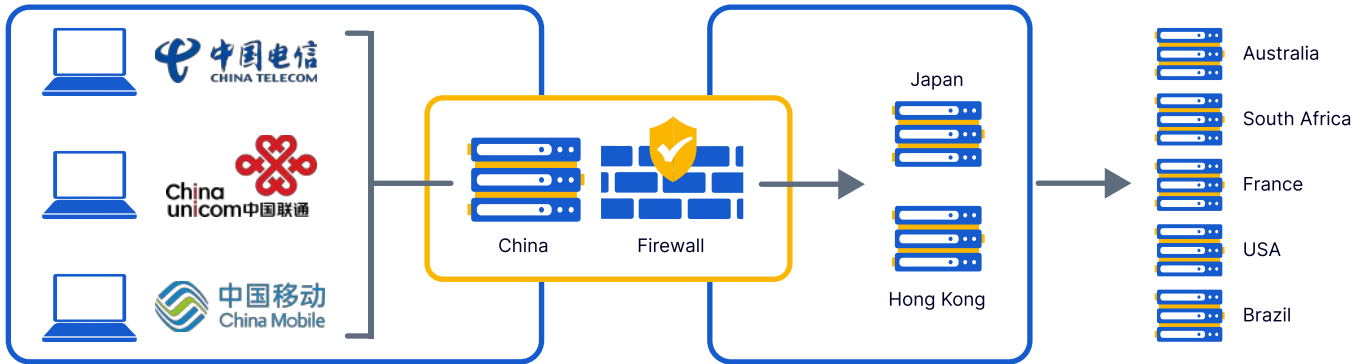 中国电信
CHINA TELECOM
China
unicom中国联通
中国移动
China Mobile
China
Firewall
Japan
Hong Kong
Australia
South Africa
France
USA
Brazil